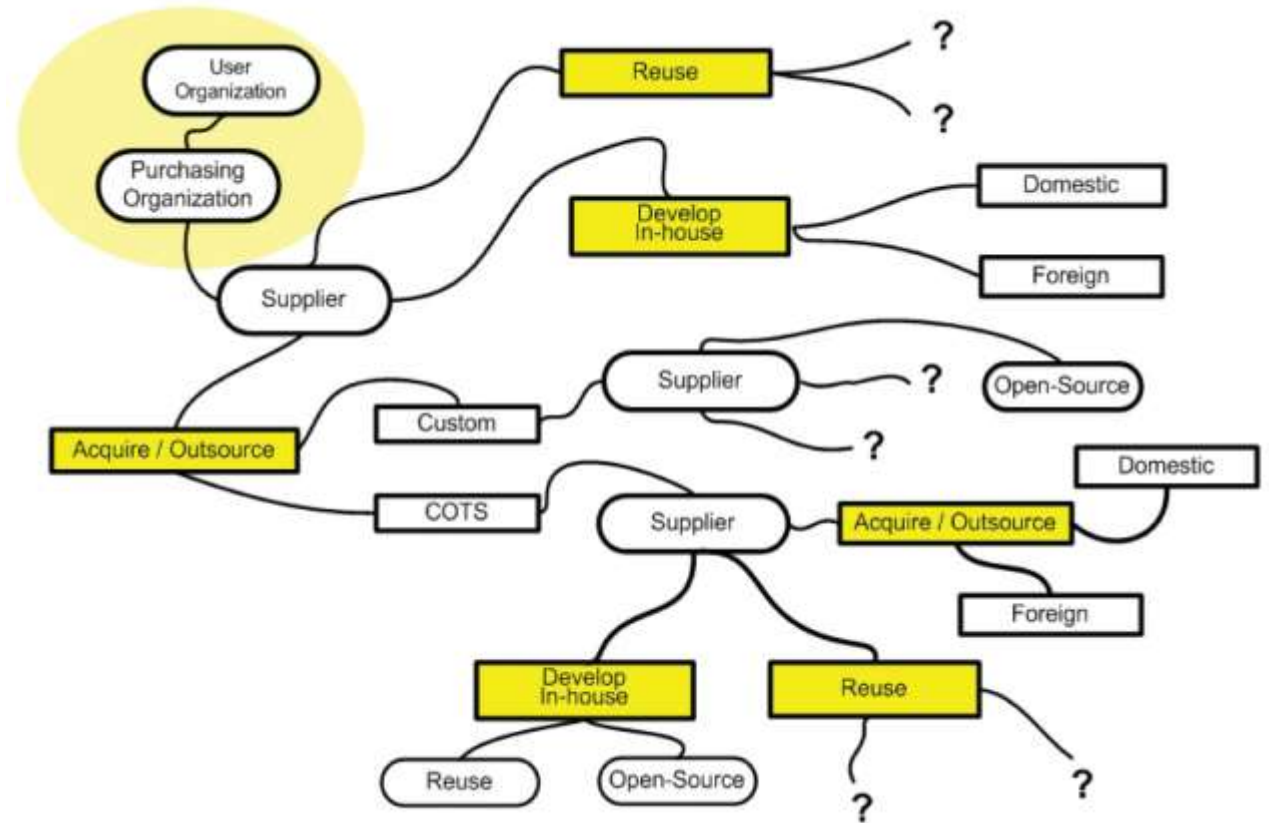 User
Organization
Purchasing
Organization
Supplier
Reuse
?
?
Develop
In-house
Domestic
Foreign
Supplier
?
?
Open-Source
Acquire / Outsource
Custom
COTS
Supplier
Acquire / Outsource
Domestic
Foreign
Develop
In-house
Reuse
Open-Source
Reuse
?
?